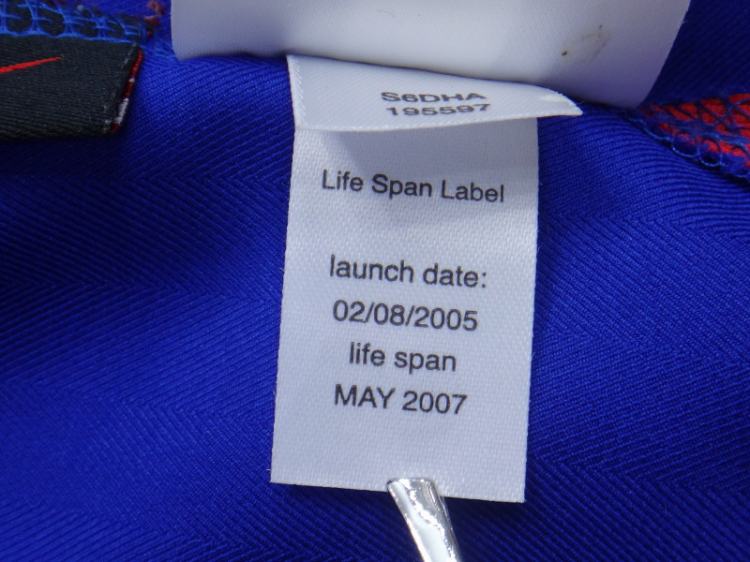 S6DHA
195597
Life Span Label
launch date:
02/08/2005
life span
MAY 2007